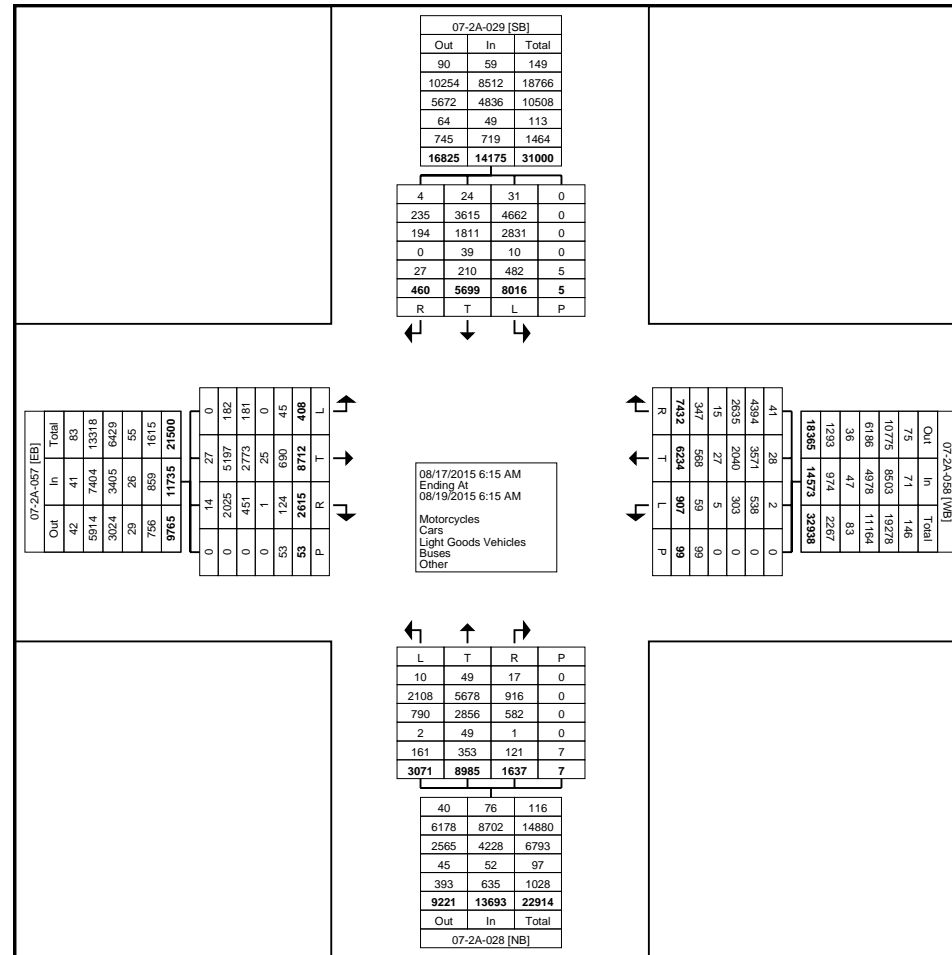 07-2A-029 [SB]
Out In Total
90 59 149
10254 8512 18766
5672 4836 10508
64 49 113
745 719 1464
16825 14175 31000
4 24 31 0
235 3615 4662 0
194 1811 2831 0
0 39 10 0
27 210 482 5
460 5699 8016 5
R T L P
07-2A-057 [EB]
Total In Out
83 41 42
13318 7404 5914
6429 3405 3024
55 26 29
1615 859 756
21500 11735 9765
0 27 14 0
182 5197 2025 0
181 2773 451 0
0 25 1 0
45 690 124 53
408 8712 2615 53
L T R P
08/17/2015 6:15 AM
Ending At
08/19/2015 6:15 AM
Motorcycles
Cars
Light Goods Vehicles
Buses
Other
07-2A-058 [WB]
Out In Total
75 71 146
10775 8503 19278
6186 4978 11164
36 47 83
1293 974 2267
18365 14573 32938
41 28 2 0
4394 3571 538 0
2635 2040 303 0
15 27 5 0
347 568 59 99
7432 6234 907 99
R T L P
L T R P
10 49 17 0
2108 5678 916 0
790 2856 582 0
2 49 1 0
161 353 121 7
3071 8985 1637 7
40 76 116
6178 8702 14880
2565 4228 6793
45 52 97
393 635 1028
9221 13693 22914
Out In Total
07-2A-028 [NB]